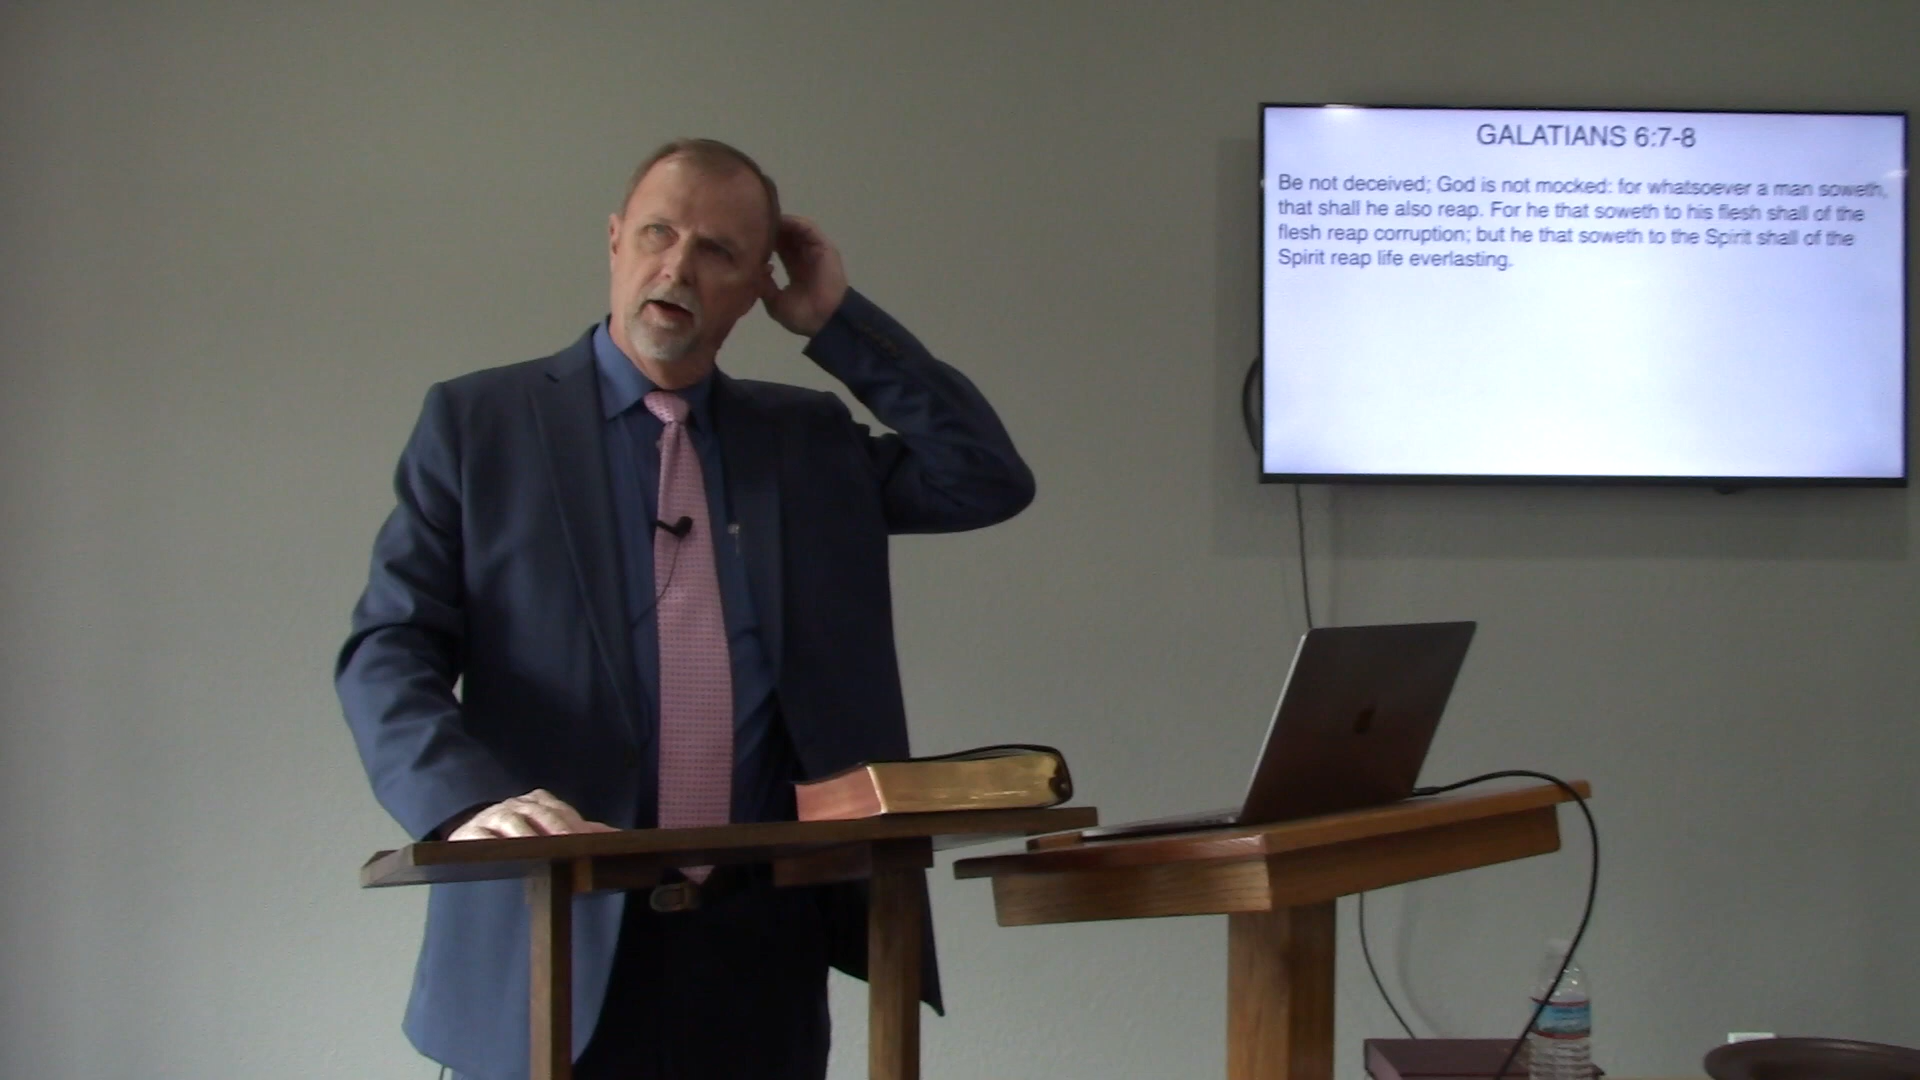 GALATIANS 6:7-8
Be not deceived; God is not mocked: for whatsoever a man soweth,
that shall he also reap. For he that soweth to his flesh shall of the
flesh reap corruption; but he that soweth to the Spirit shall of the
Spirit reap life everlasting.